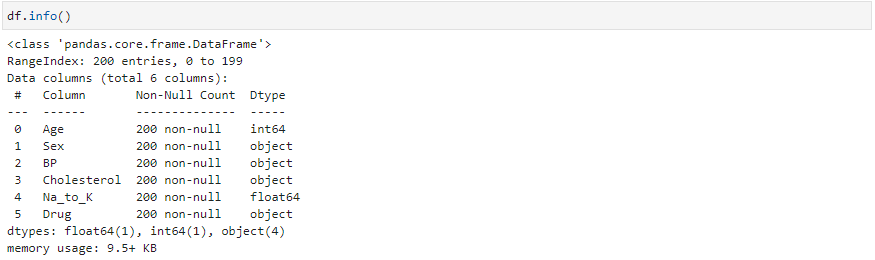 df.info()
<class 'pandas.core.frame.DataFrame'>
RangeIndex: 200 entries, 0 to 199
Data columns (total 6 columns):
 #   Column       Non-Null Count  Dtype
---  ------       --------------  -----
 0   Age          200 non-null    int64
 1   Sex          200 non-null    object
 2   BP           200 non-null    object
 3   Cholesterol  200 non-null    object
 4   Na_to_K      200 non-null    float64
 5   Drug         200 non-null    object
dtypes: float64(1), int64(1), object(4)
memory usage: 9.5+ KB